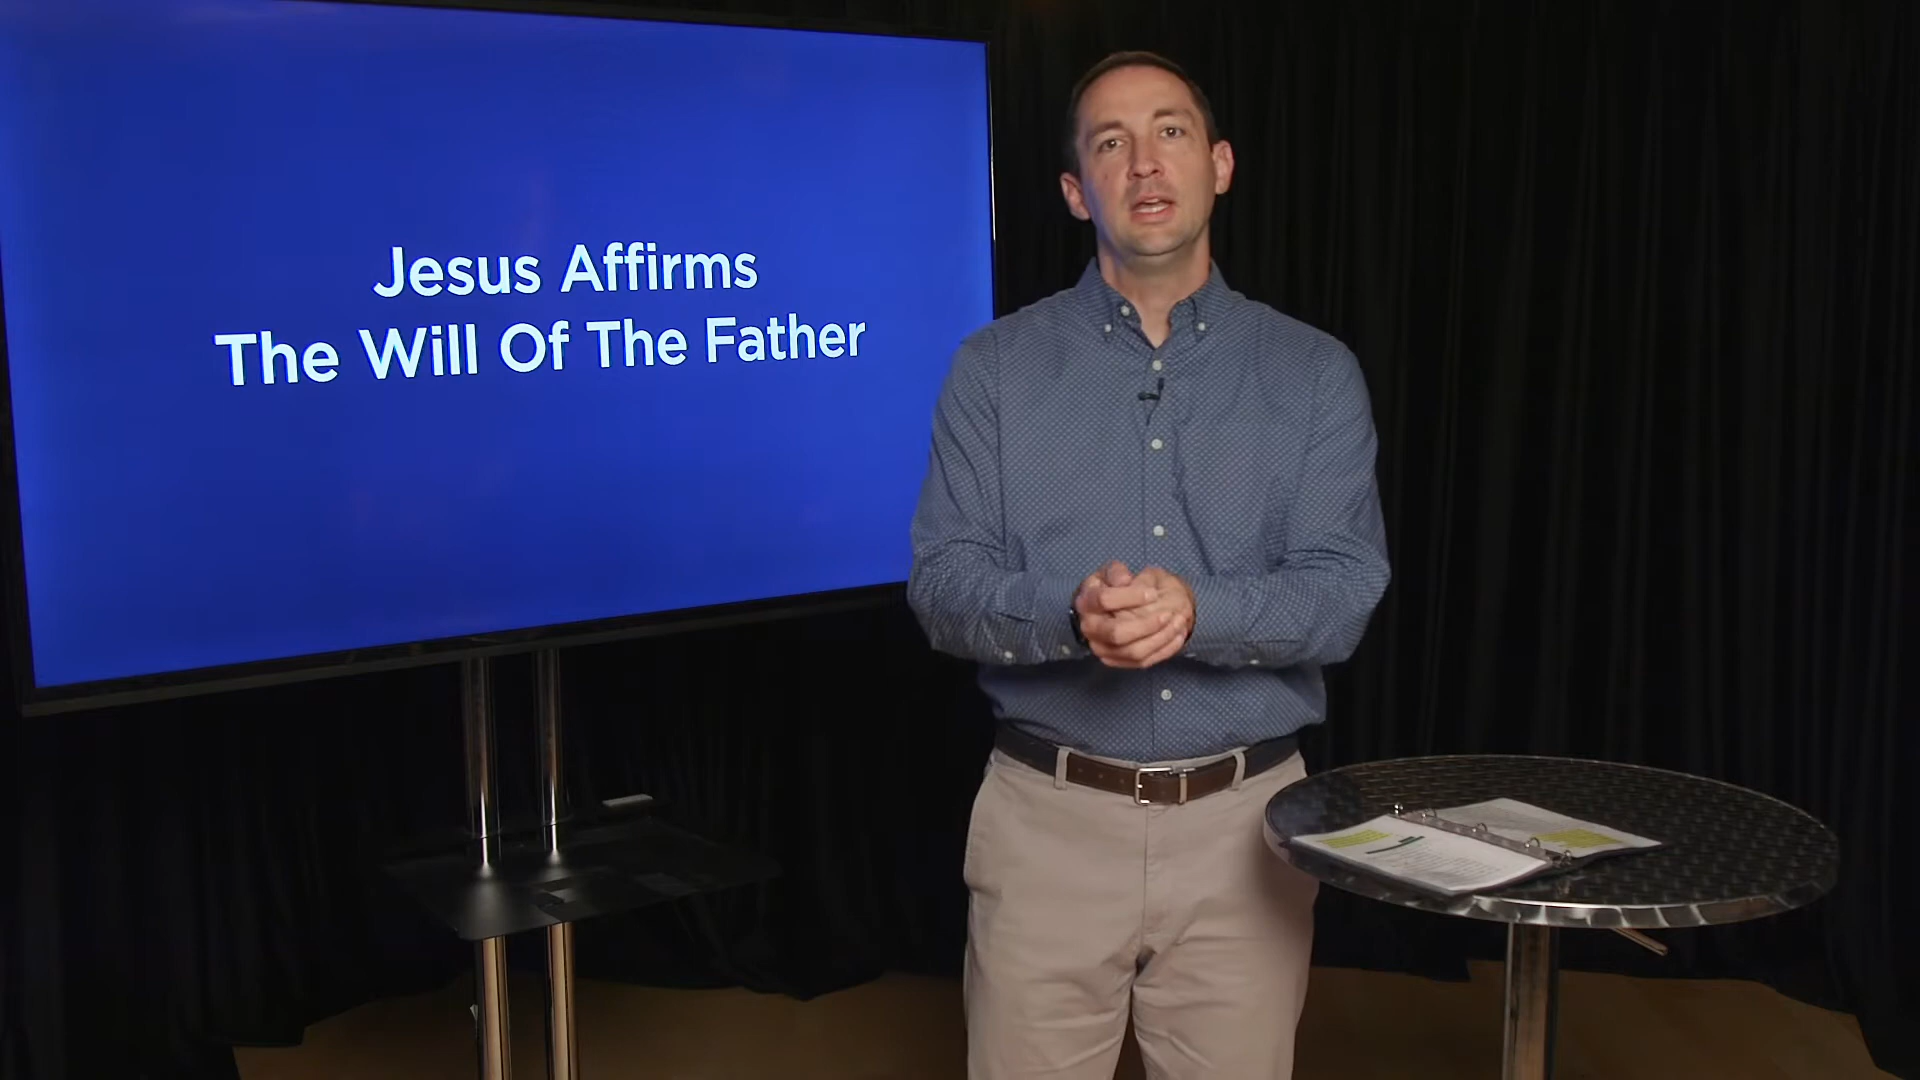 Jesus Affirms
The Will Of The Father